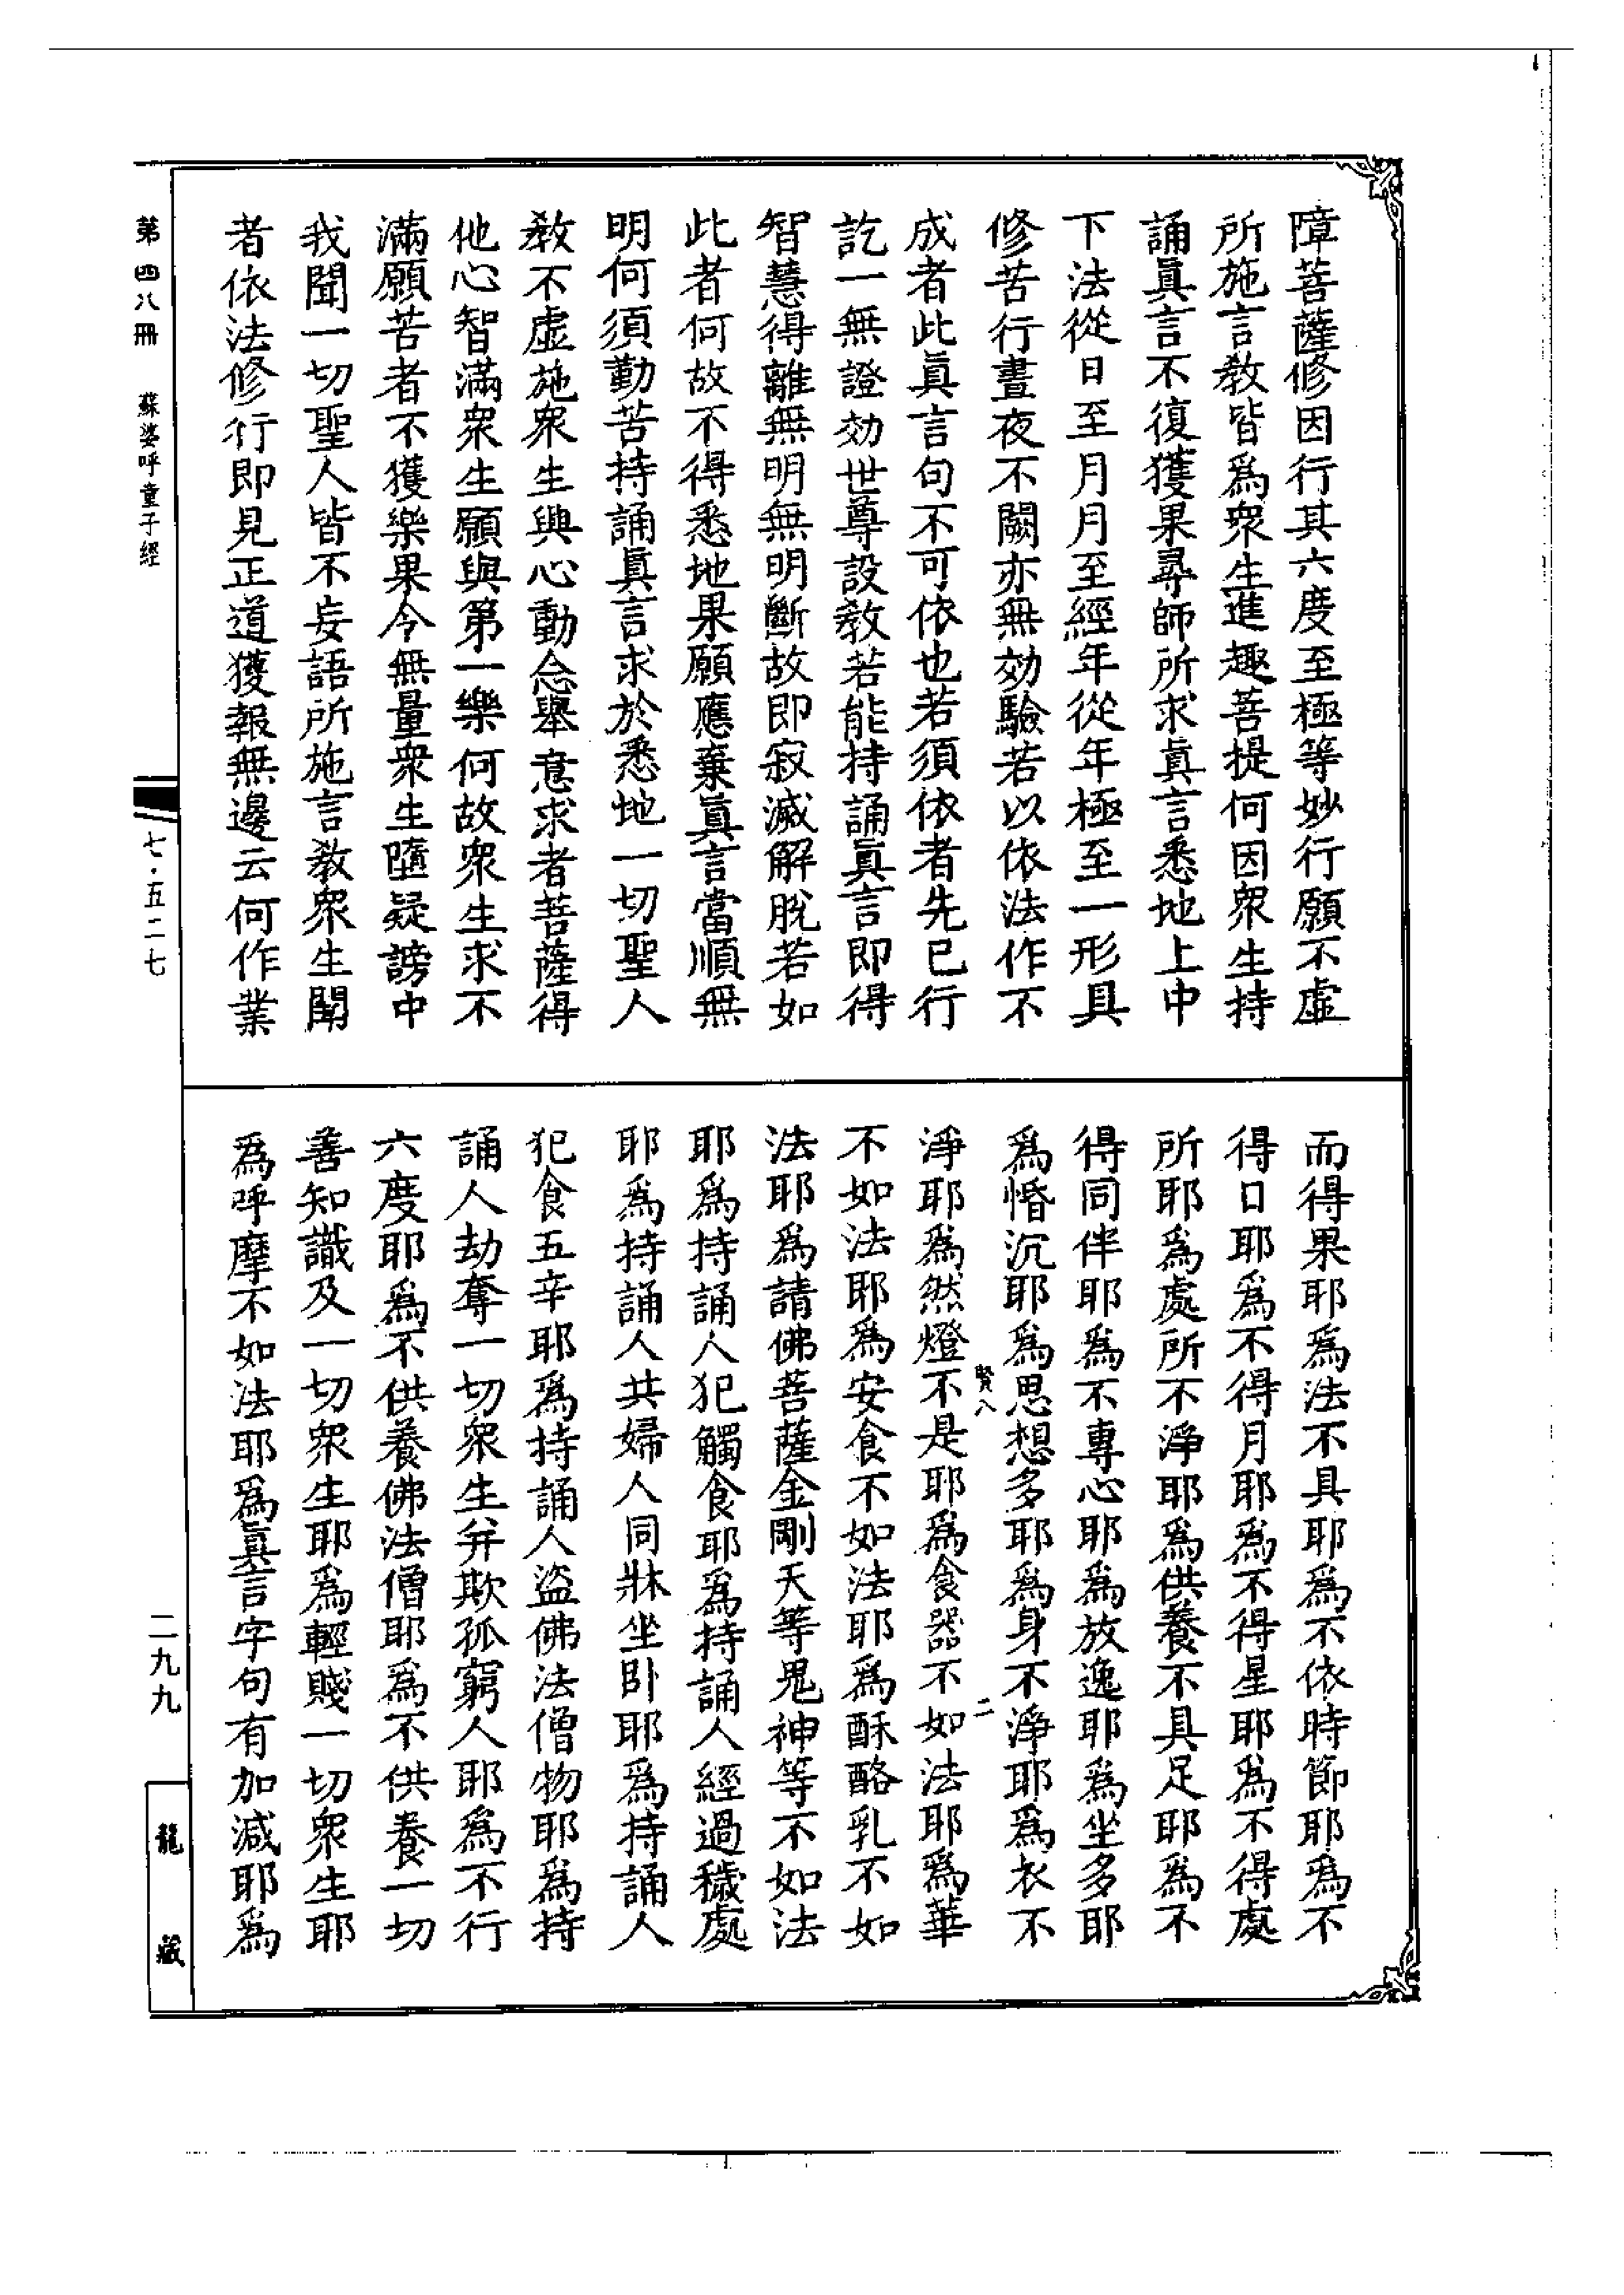 障菩薩修因行其六度至極等妙行願不虛
所施言教皆爲衆生進趣菩提何因衆生持
誦眞言不復獲果尋師所求眞言悉地上中
下法從日至月月至經年從年極至一形具
修苦行晝夜不闕亦無効驗若以依法作不
成者此眞言句不可依也若須依者先已行
訖一無證効世尊設教若能持誦眞言即得
智慧得離無明無明斷故即寂滅解脫若如
此者何故不得悉地果願應棄眞言當順無
明何須勤苦持誦眞言求於悉地一切聖人
教不虛施衆生興心動念舉意求者菩薩得
他心智滿衆生願與第一樂何故衆生求不
滿願苦者不獲樂果今無量衆生墮疑謗中
我聞一切聖人皆不妄語所施言教衆生聞
者依法修行即見正道獲報無邊云何作業
而得果耶爲法不具耶爲不依時節耶爲不
得日耶爲不得月耶爲不得星耶爲不得處
所耶爲處所不淨耶爲供養不具足耶爲不
得同伴耶爲不專心耶爲放逸耶爲坐多耶
爲惛沉耶爲思想多耶爲身不淨耶爲衣不
賢八
二
淨耶爲然燈不是耶爲食器不如法耶爲華
不如法耶爲安食不如法耶爲酥酪乳不如
法耶爲請佛菩薩金剛天等鬼神等不如法
耶爲持誦人犯觸食耶爲持誦人經過穢處
耶爲持誦人共婦人同牀坐卧耶爲持誦人
犯食五辛耶爲持誦人盜佛法僧物耶爲持
誦人劫奪一切衆生并欺孤窮人耶爲不行
六度耶爲不供養佛法僧耶爲不供養一切
善知識及一切衆生耶爲輕賤一切衆生耶
爲呼摩不如法耶爲眞言字句有加減耶爲
第四八冊 蘇婆呼童子經
七·五二七
二九九
龍藏